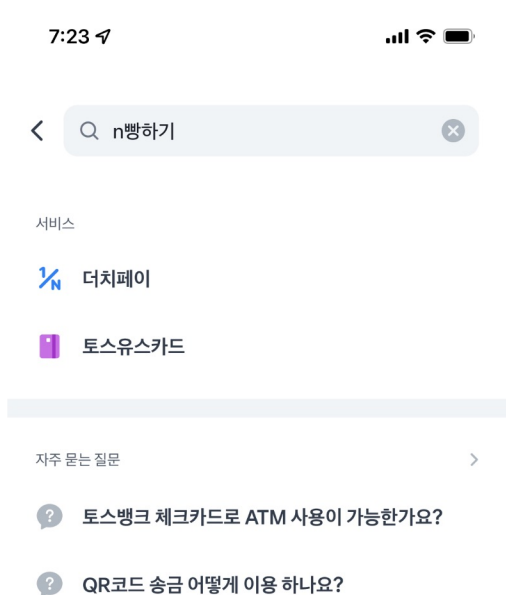 7:23
n빵하기
서비스
1/N 더치페이
토스유스카드
자주 묻는 질문
? 토스뱅크 체크카드로 ATM 사용이 가능한가요?
? QR코드 송금 어떻게 이용 하나요?